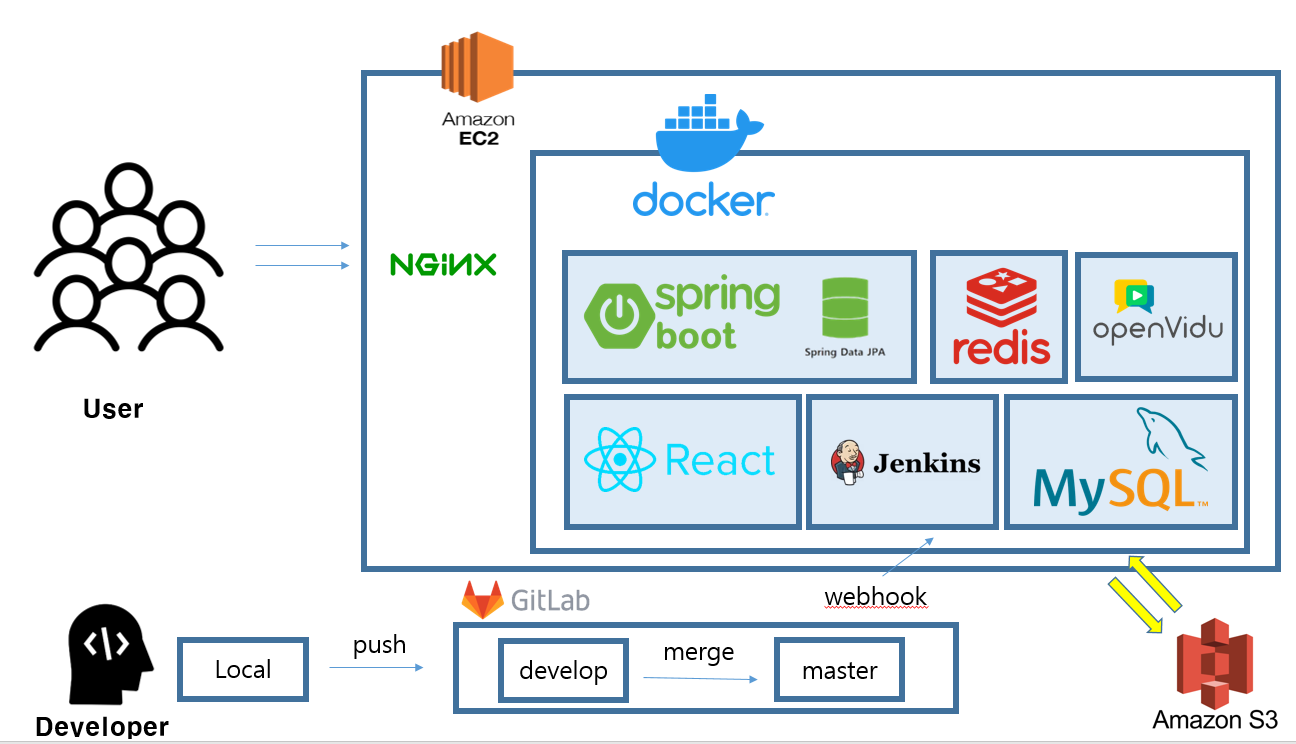 Amazon
EC2
docker
NGINX
spring
boot
Spring Data JPA
redis
openVidu
User
React
Jenkins
MySQL™
GitLab
webhook
Local
push
develop
merge
master
Developer
Amazon S3